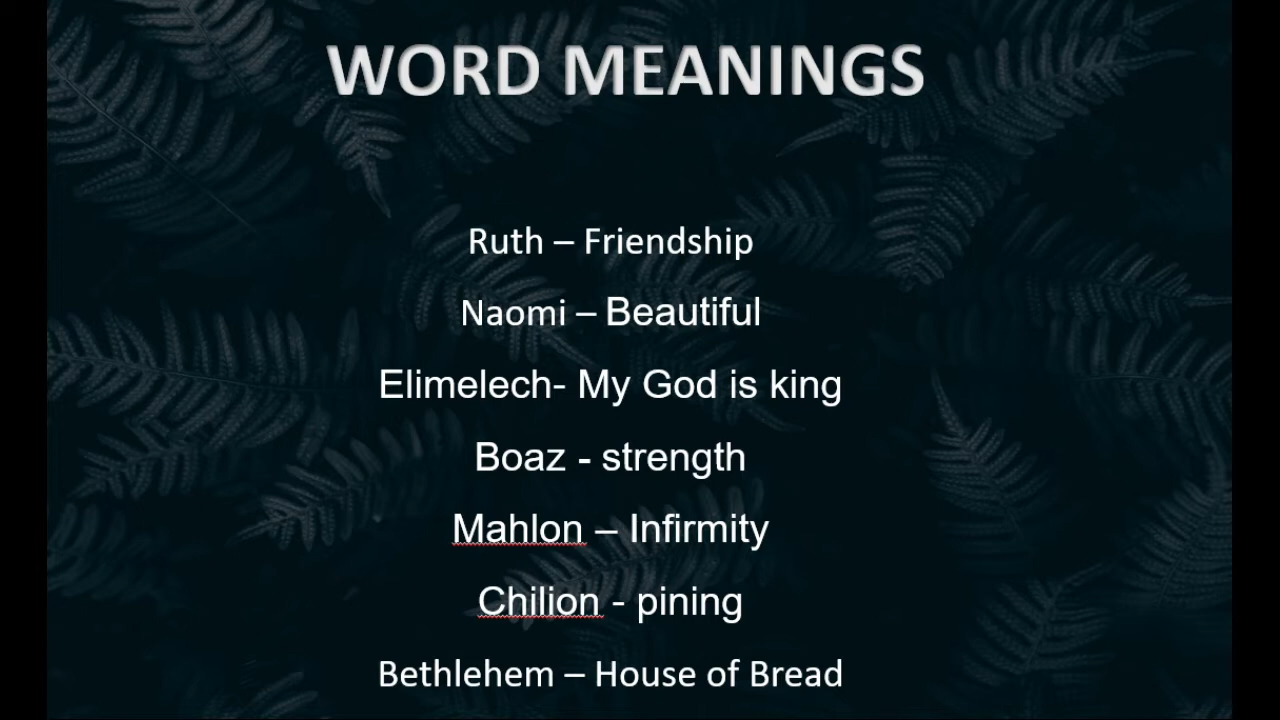 WORD MEANINGS
Ruth – Friendship
Naomi – Beautiful
Elimelech- My God is king
Boaz - strength
Mahlon – Infirmity
Chilion - pining
Bethlehem – House of Bread